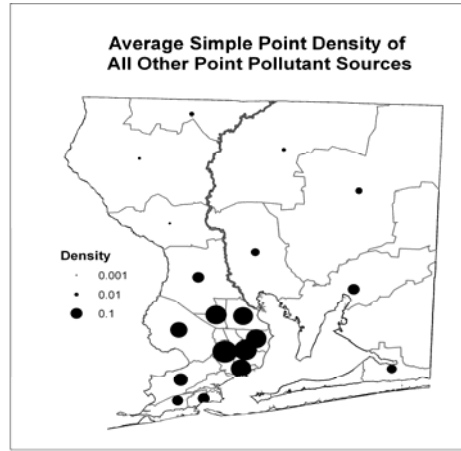 Average Simple Point Density of
All Other Point Pollutant Sources
Density
0.001
0.01
0.1